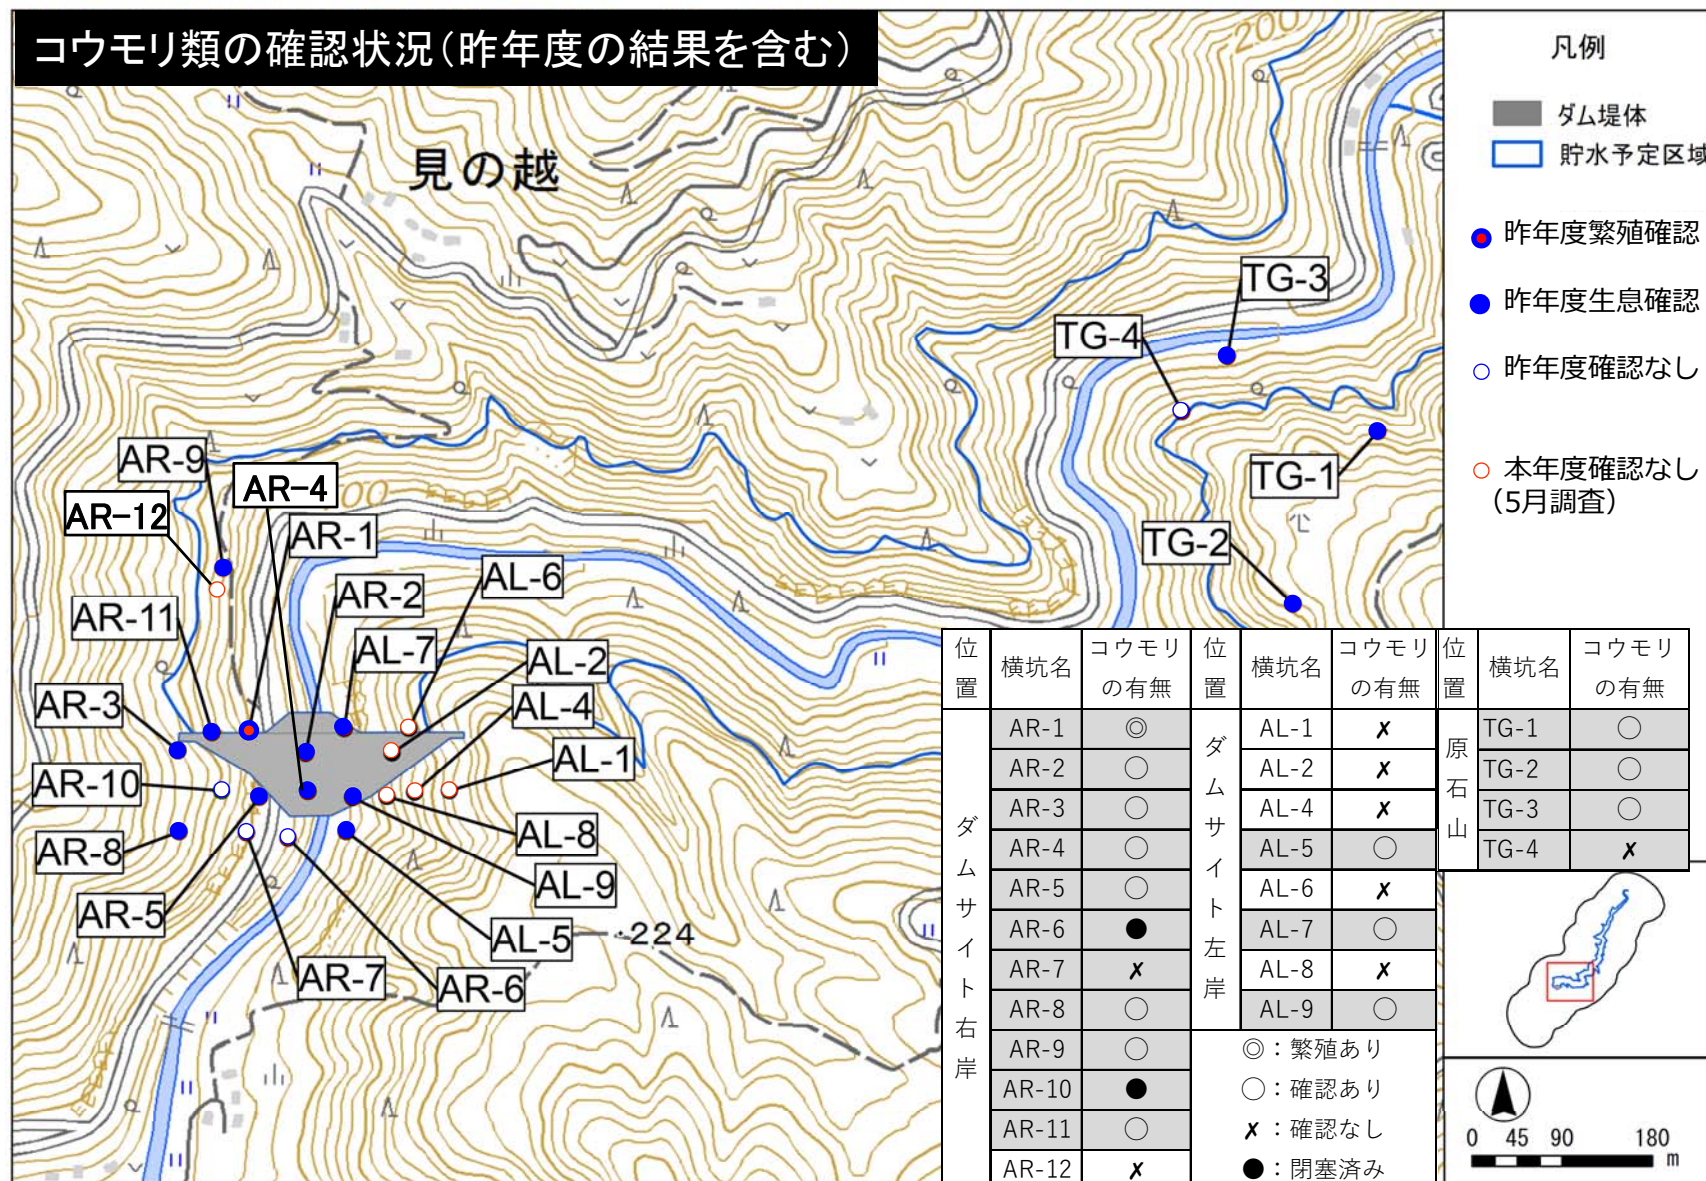 コウモリ類の確認状況(昨年度の結果を含む)
見の越
200
TG-3
TG-4
TG-1
TG-2
AR-9
AR-4
00
AR-12
AR-1
AL-6
AR-2
AR-11
AL-7
AL-2
AL-4
AR-3
AL-1
AR-10
AL-8
AR-8
AL-9
AR-5
AL-5
224
AR-7
AR-6
凡例
ダム堤体
貯水予定区域
昨年度繁殖確認
昨年度生息確認
昨年度確認なし
本年度確認なし
(5月調査)
位置 横坑名 コウモリの有無 位置 横坑名 コウモリの有無 位置 横坑名 コウモリの有無
ダムサイト右岸
AR-1 ◎
AR-2 ○
AR-3 ○
AR-4 ○
AR-5 ○
AR-6 ●
AR-7 ✗
AR-8 ○
AR-9 ○
AR-10 ●
AR-11 ○
AR-12 ✗
ダムサイト左岸
AL-1 ✗
AL-2 ✗
AL-4 ✗
AL-5 ○
AL-6 ✗
AL-7 ○
AL-8 ✗
AL-9 ○
◎：繁殖あり
○：確認あり
✗：確認なし
●：閉塞済み
原石山
TG-1 ○
TG-2 ○
TG-3 ○
TG-4 ✗
0 45 90 180
m